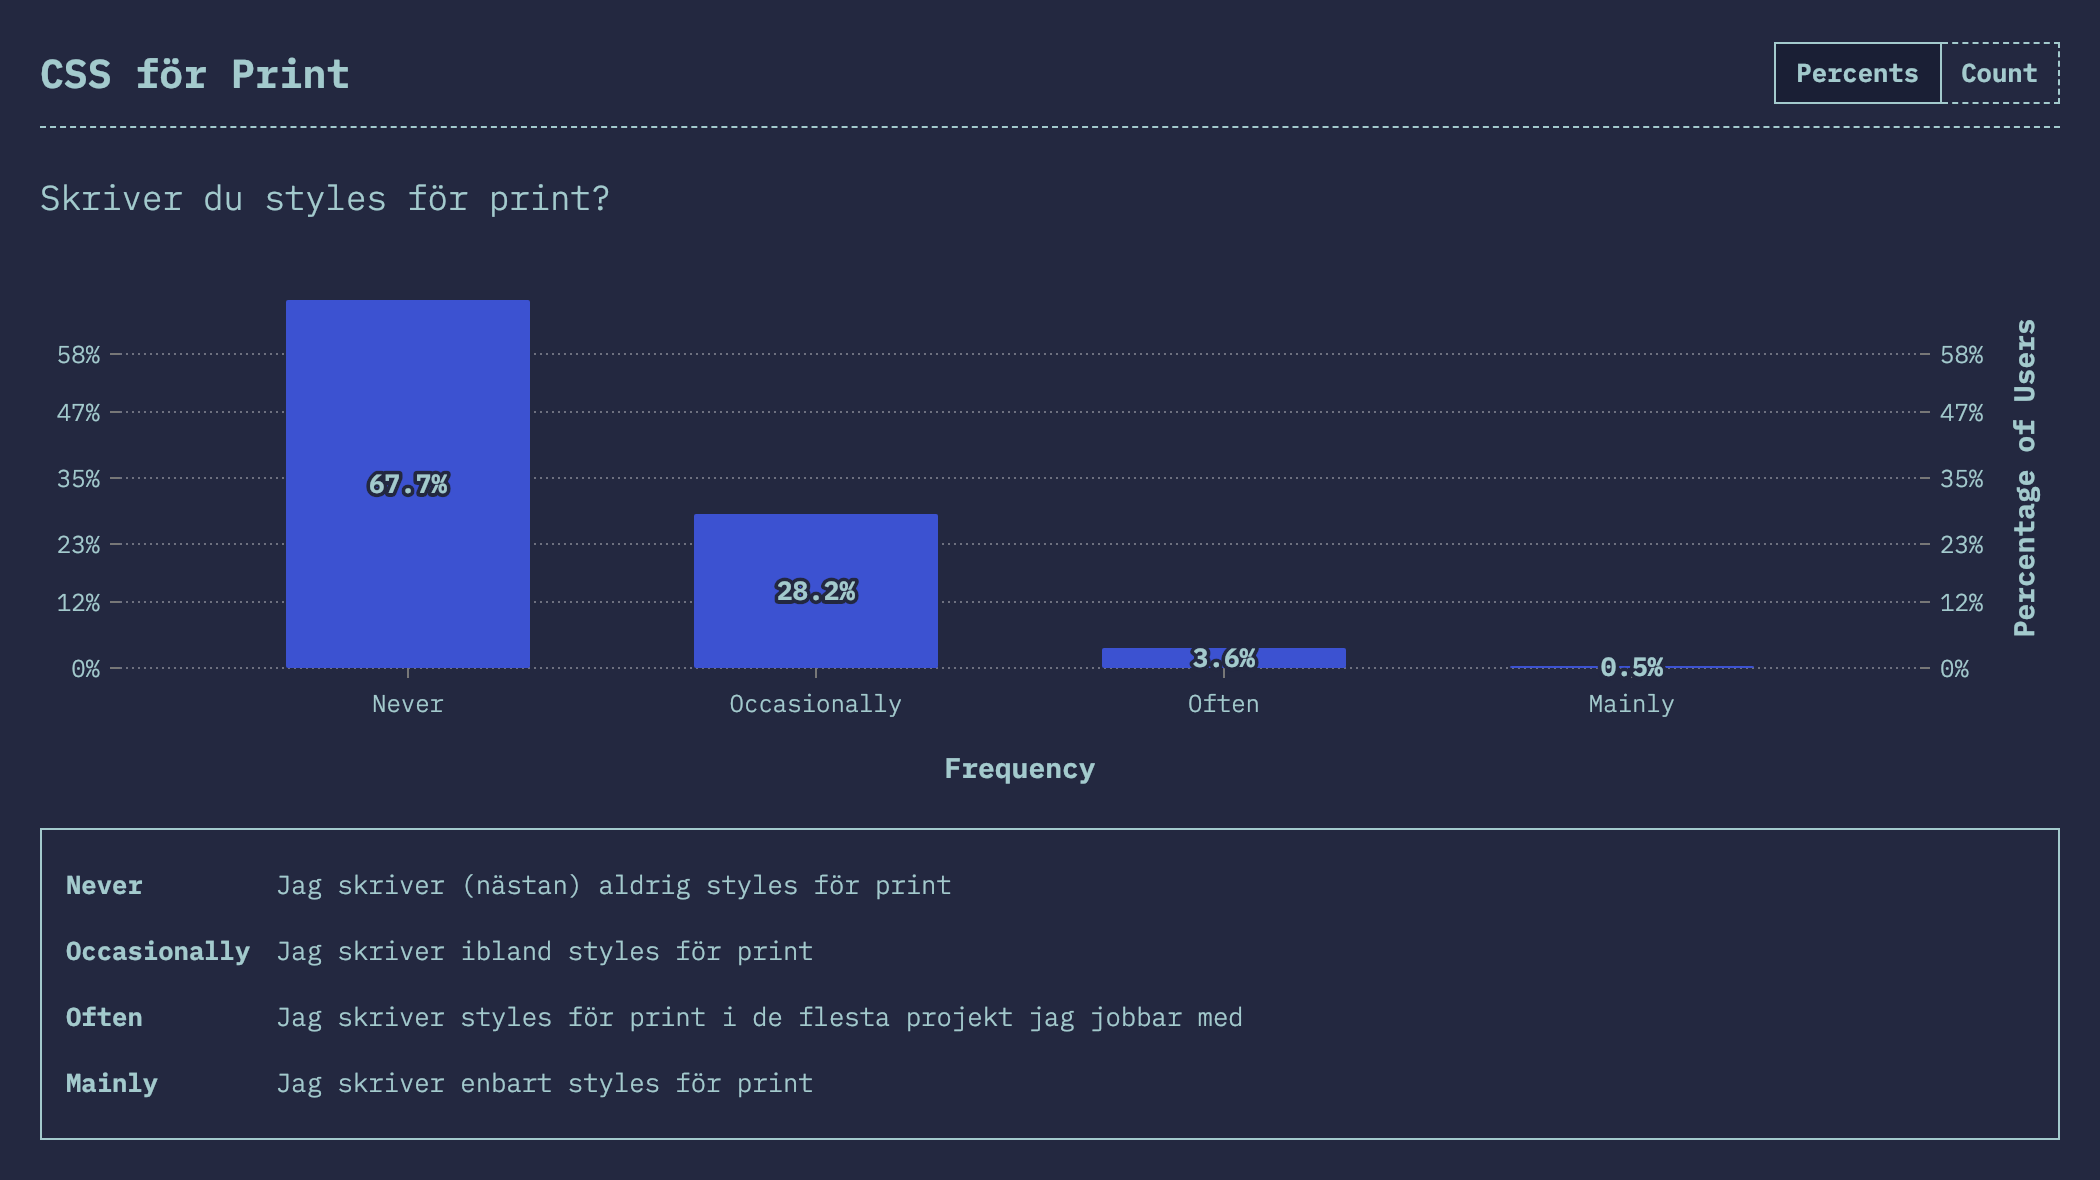 CSS för Print
Percents Count
Skriver du styles för print?
58% 58%
47% 47%
35% 35%
23% 23%
12% 12%
0% 0%
67.7%
28.2%
3.6%
0.5%
Percentage of Users
Never Occasionally Often Mainly
Frequency
Never Jag skriver (nästan) aldrig styles för print
Occasionally Jag skriver ibland styles för print
Often Jag skriver styles för print i de flesta projekt jag jobbar med
Mainly Jag skriver enbart styles för print